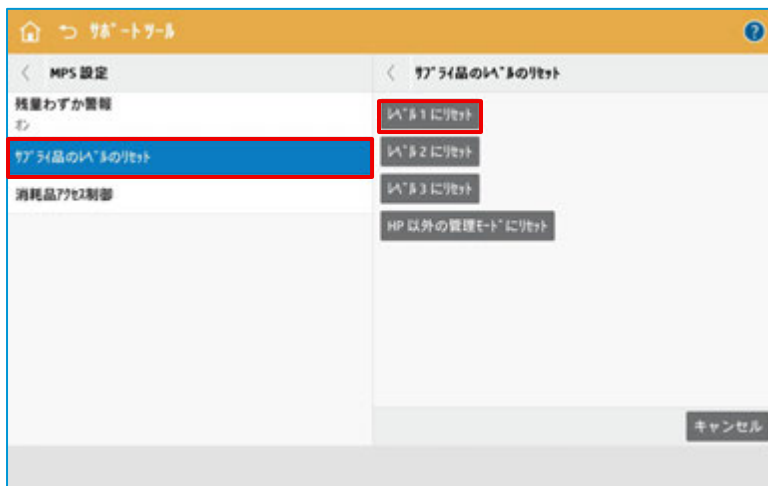 サポートツール
?
MPS 設定
サプライ品のレベルのリセット
残量わずか警報
オン
サプライ品のレベルのリセット
消耗品アクセス制御
レベル 1 にリセット
レベル 2 にリセット
レベル 3 にリセット
HP 以外の管理モードにリセット
キャンセル